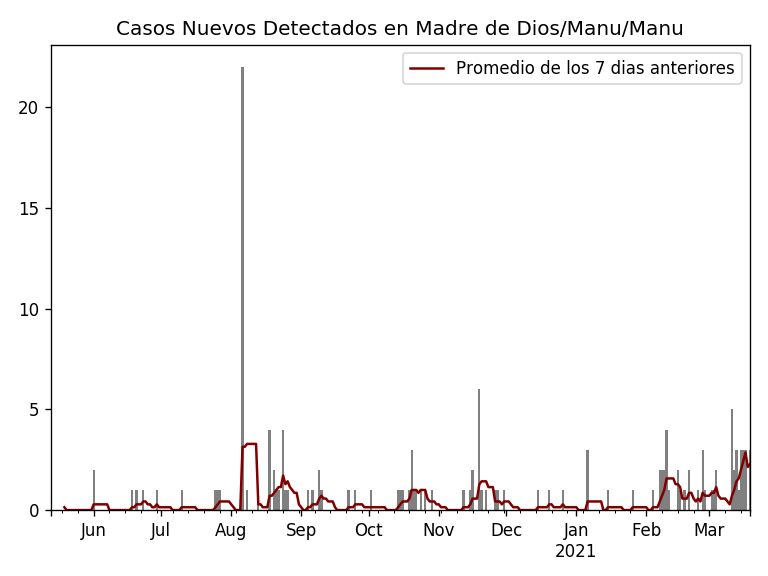 Casos Nuevos Detectados en Madre de Dios/Manu/Manu
Promedio de los 7 dias anteriores
20
15
10
5
0
Jun Jul Aug Sep Oct Nov Dec Jan Feb Mar
2021